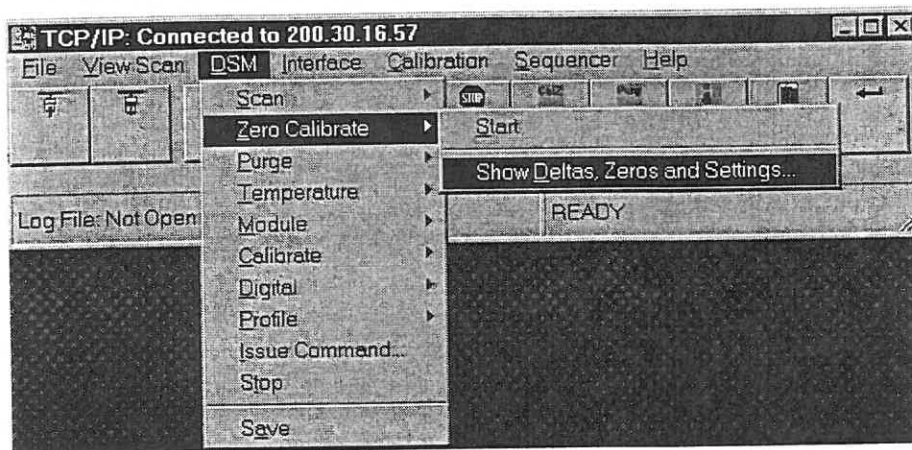 TCP/IP: Connected to 200.30.16.57
File View Scan DSM Interface Calibration Sequencer Help
STOP
Scan
Zero Calibrate
Start
Purge
Show Deltas, Zeros and Settings...
Temperature
Log File: Not Open
READY
Module
Calibrate
Digital
Profile
Issue Command...
Stop
Save